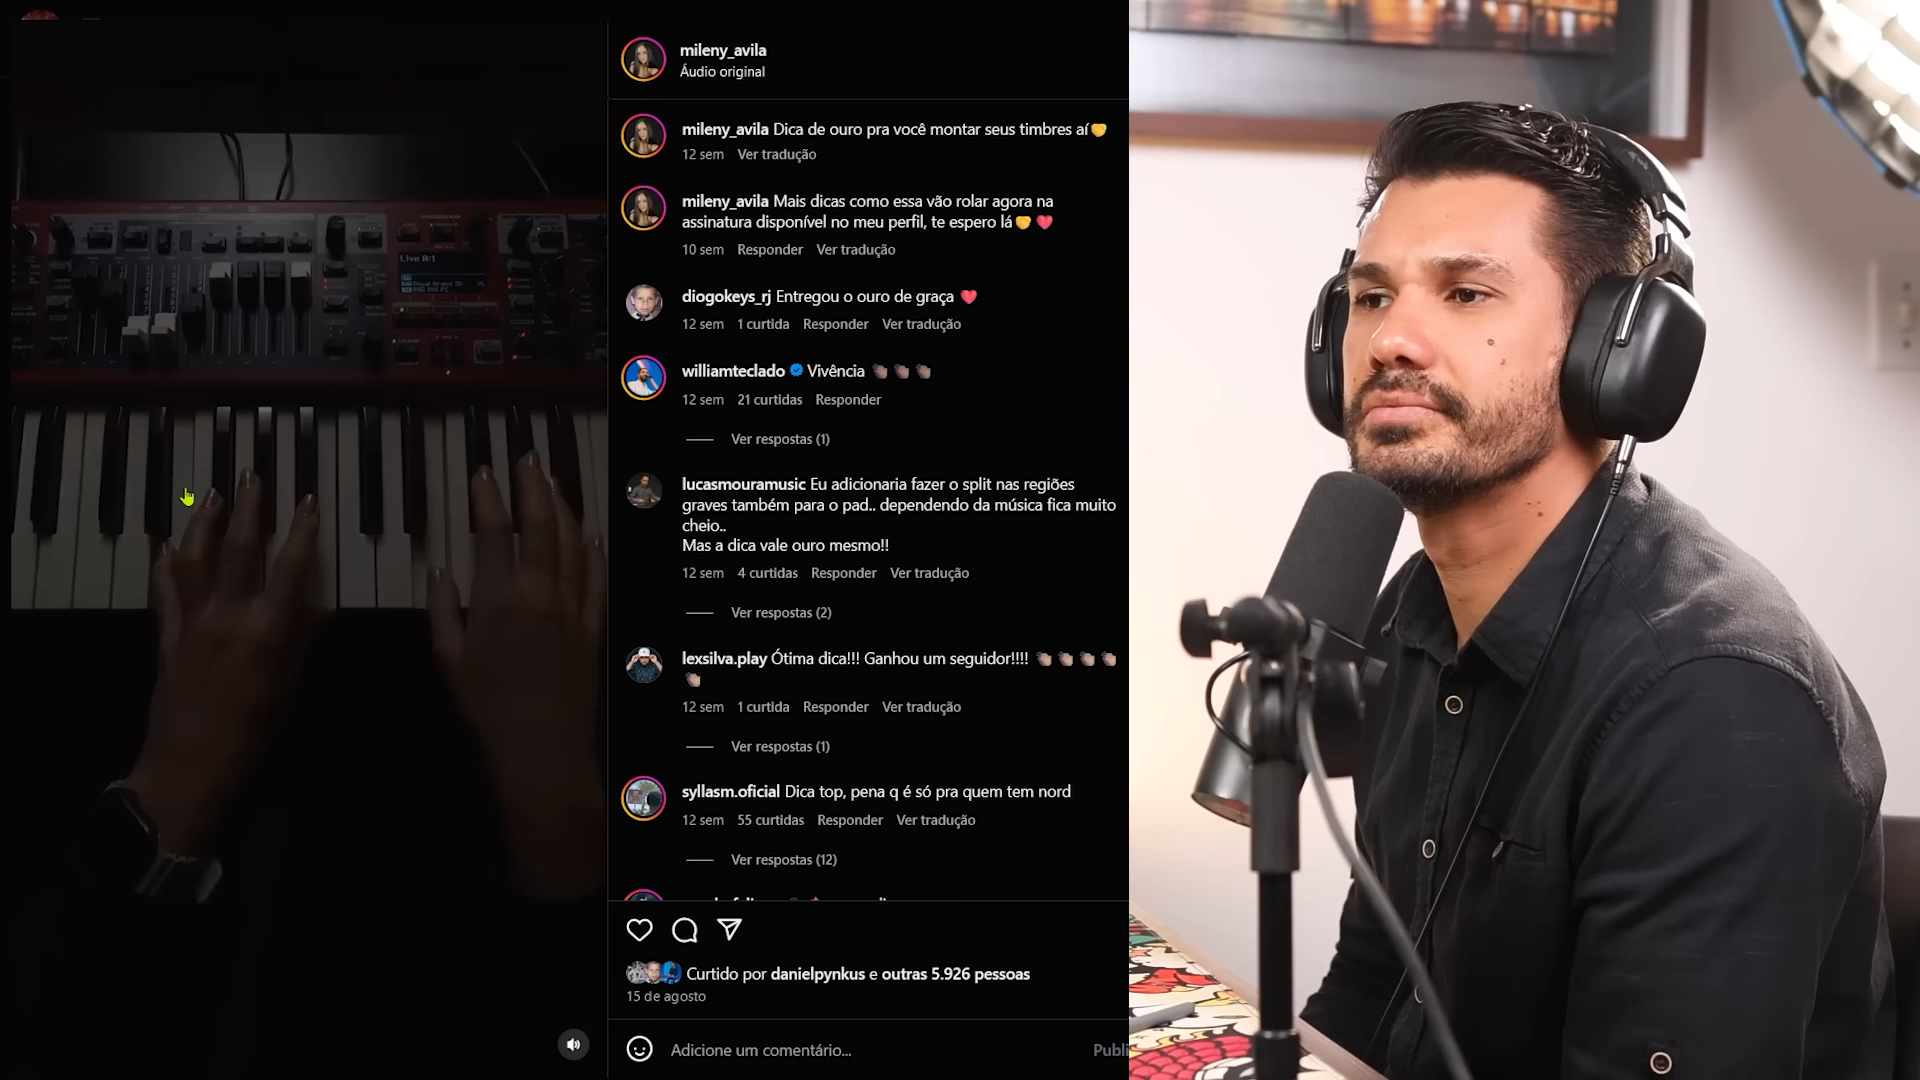 mileny_avila
Áudio original
mileny_avila Dica de ouro pra você montar seus timbres aí🤝
12 sem Ver tradução
mileny_avila Mais dicas como essa vão rolar agora na
assinatura disponível no meu perfil, te espero lá🤝❤️
10 sem Responder Ver tradução
diogokeys_rj Entregou o ouro de graça ❤️
12 sem 1 curtida Responder Ver tradução
williamteclado Vivência 👏🏾👏🏾👏🏾
12 sem 21 curtidas Responder
Ver respostas (1)
lucasmouramusic Eu adicionaria fazer o split nas regiões
graves também para o pad.. dependendo da música fica muito
cheio..
Mas a dica vale ouro mesmo!!
12 sem 4 curtidas Responder Ver tradução
Ver respostas (2)
lexsilva.play Ótima dica!!! Ganhou um seguidor!!!! 👏🏼👏🏼👏🏼👏🏼
👏🏼
12 sem 1 curtida Responder Ver tradução
Ver respostas (1)
syllasm.oficial Dica top, pena q é só pra quem tem nord
12 sem 55 curtidas Responder Ver tradução
Ver respostas (12)
Curtido por danielpynkus e outras 5.926 pessoas
15 de agosto
Adicione um comentário...
Publi
Live A:1